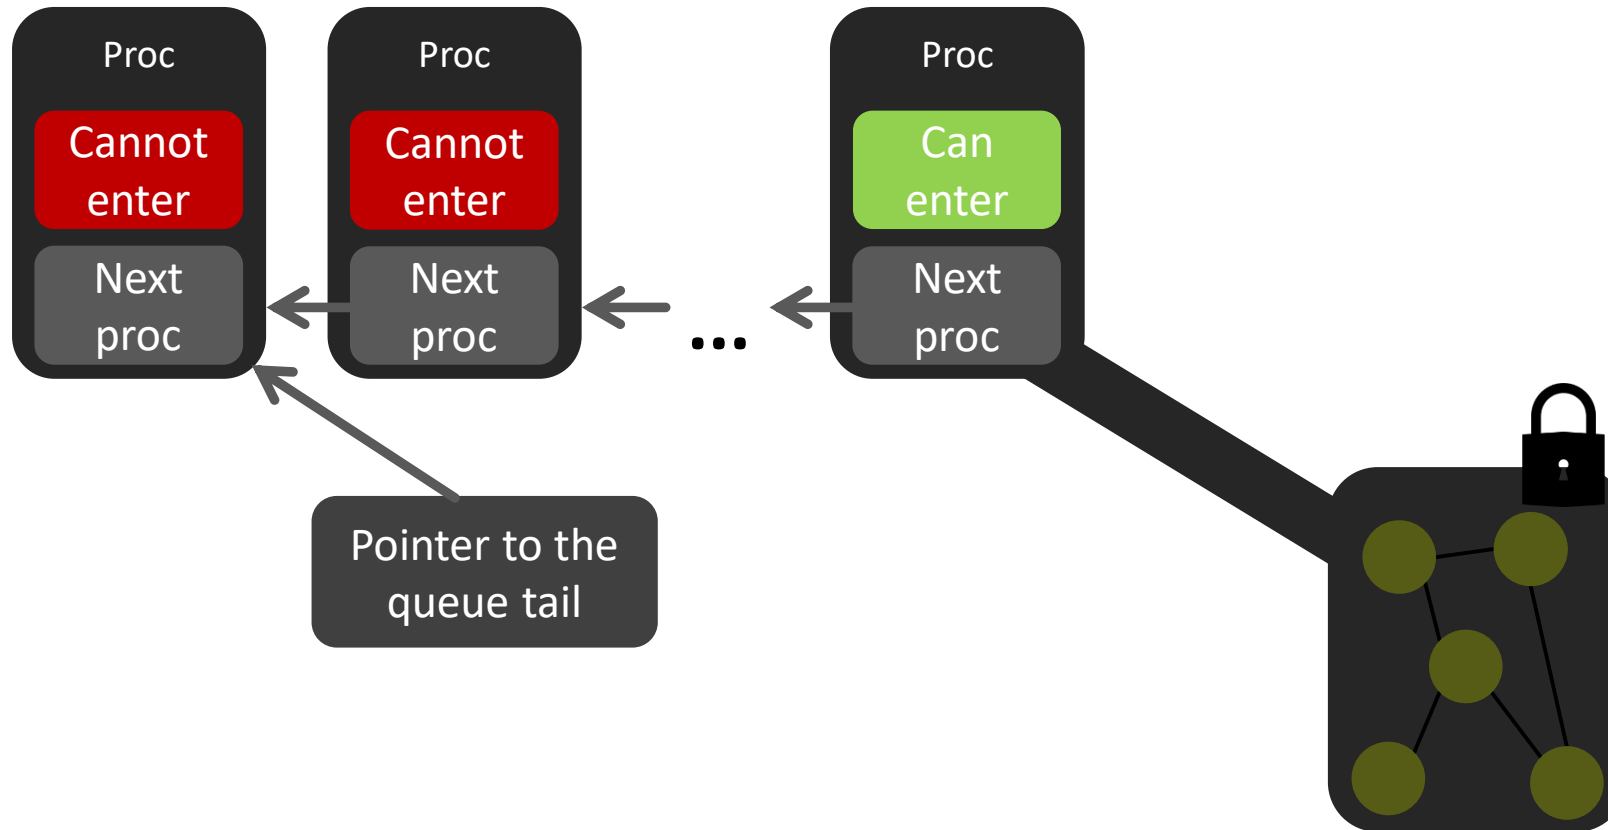 Proc
Cannot
enter
Next
proc
Proc
Cannot
enter
Next
proc
...
Proc
Can
enter
Next
proc
Pointer to the
queue tail